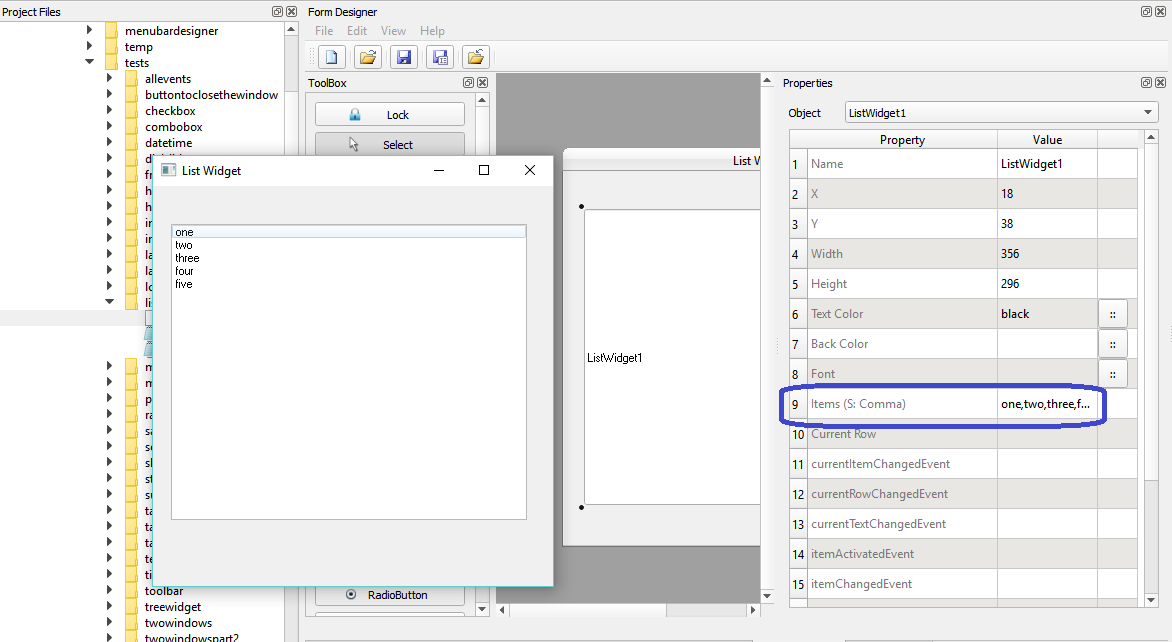 Project Files
menubardesigner
temp
tests
allevents
buttontoclosethewindow
checkbox
combobox
datetime
toolbar
treewidget
twowindows
twowindowspart2
Form Designer
File Edit View Help
ToolBox
Lock
Select
RadioButton
List Widget
one
two
three
four
five
List W
ListWidget1
Properties
Object ListWidget1
Property Value
1 Name ListWidget1
2 X 18
3 Y 38
4 Width 356
5 Height 296
6 Text Color black ::
7 Back Color ::
8 Font ::
9 Items (S: Comma) one,two,three,f...
10 Current Row
11 currentItemChangedEvent
12 currentRowChangedEvent
13 currentTextChangedEvent
14 itemActivatedEvent
15 itemChangedEvent